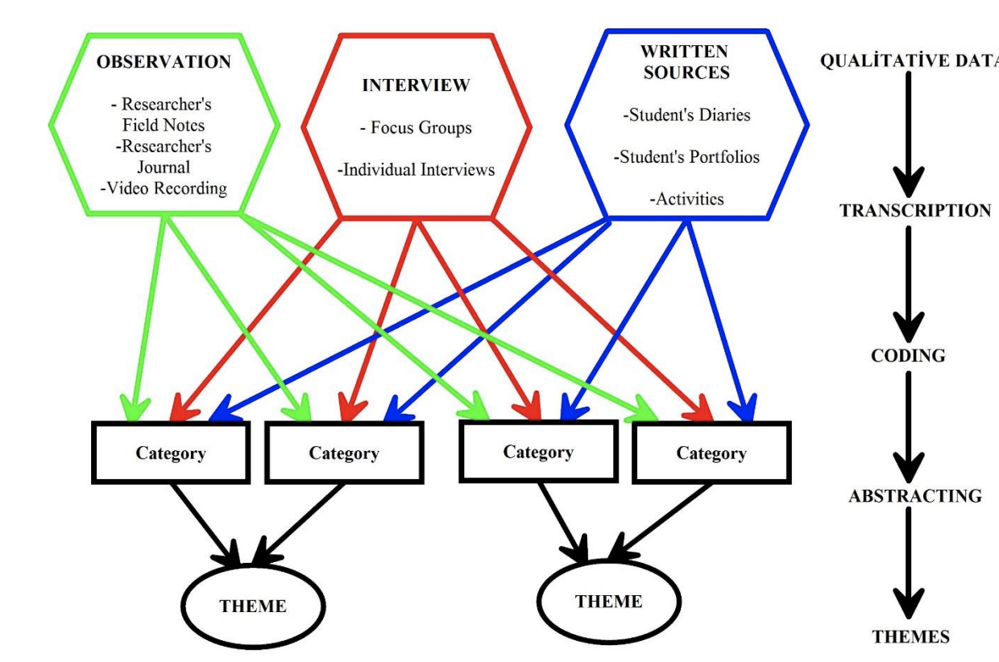 OBSERVATION
- Researcher's
Field Notes
-Researcher's
Journal
-Video Recording
INTERVIEW
- Focus Groups
-Individual Interviews
WRITTEN
SOURCES
-Student's Diaries
-Student's Portfolios
-Activities
QUALİTATİVE DATA
TRANSCRIPTION
CODING
ABSTRACTING
THEMES
Category
Category
Category
Category
THEME
THEME